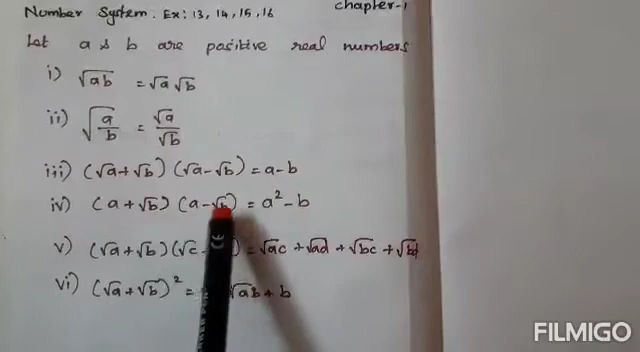 Number System. Ex: 13, 14, 15, 16 chapter-1
Let a & b are positive real numbers
i) √ab = √a √b
ii) √a/b = √a/√b
iii) (√a+√b) (√a-√b) = a-b
iv) (a+√b) (a-√b) = a²-b
v) (√a+√b)(√c = √ac +√ad +√bc +√bd
vi) (√a+√b)² = √ab + b
FILMIGO